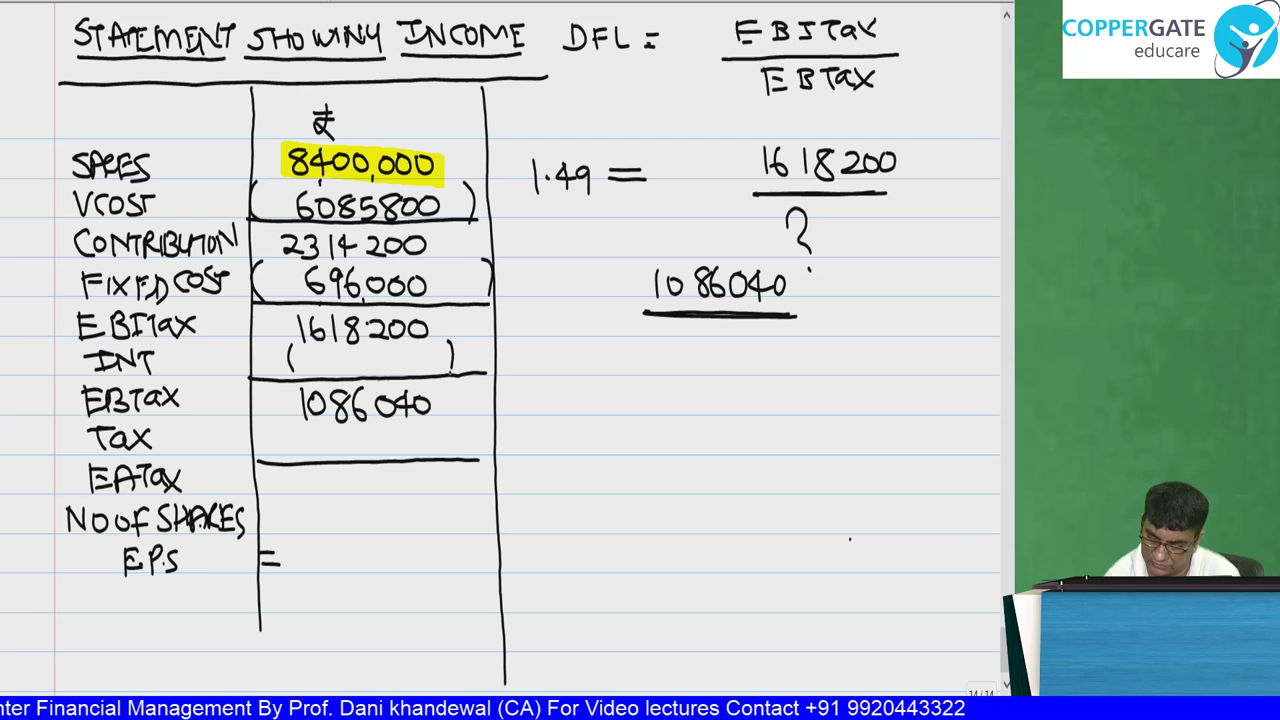 STATEMENT SHOWING INCOME
₹
SALES 8400,000
VCOST (6085800)
CONTRIBUTION 2314200
FIXED COST (696,000)
EBITax 1618200
INT ( )
EBTax 1086040
Tax
EATax
NO OF SHARES
E P.S =
DFL = EBITax
EBTax
1.49 = 1618200
?
1086040
COPPERGATE
educare
14 / 14
nter Financial Management By Prof. Dani khandewal (CA) For Video lectures Contact +91 9920443322